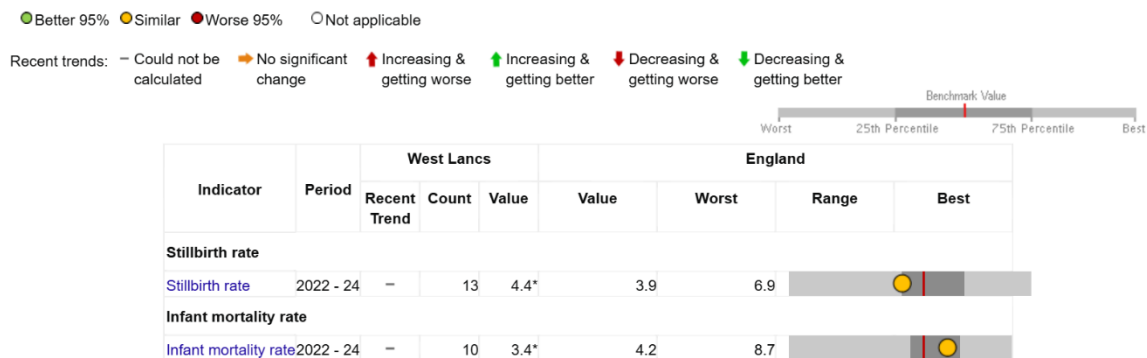 Better 95% Similar Worse 95% Not applicable
Recent trends: – Could not be calculated No significant change Increasing & getting worse Increasing & getting better Decreasing & getting worse Decreasing & getting better
Benchmark Value
Worst 25th Percentile 75th Percentile Best
West Lancs England
Indicator Period Recent Trend Count Value Value Worst Range Best
Stillbirth rate
Stillbirth rate 2022 - 24 – 13 4.4* 3.9 6.9
Infant mortality rate
Infant mortality rate 2022 - 24 – 10 3.4* 4.2 8.7